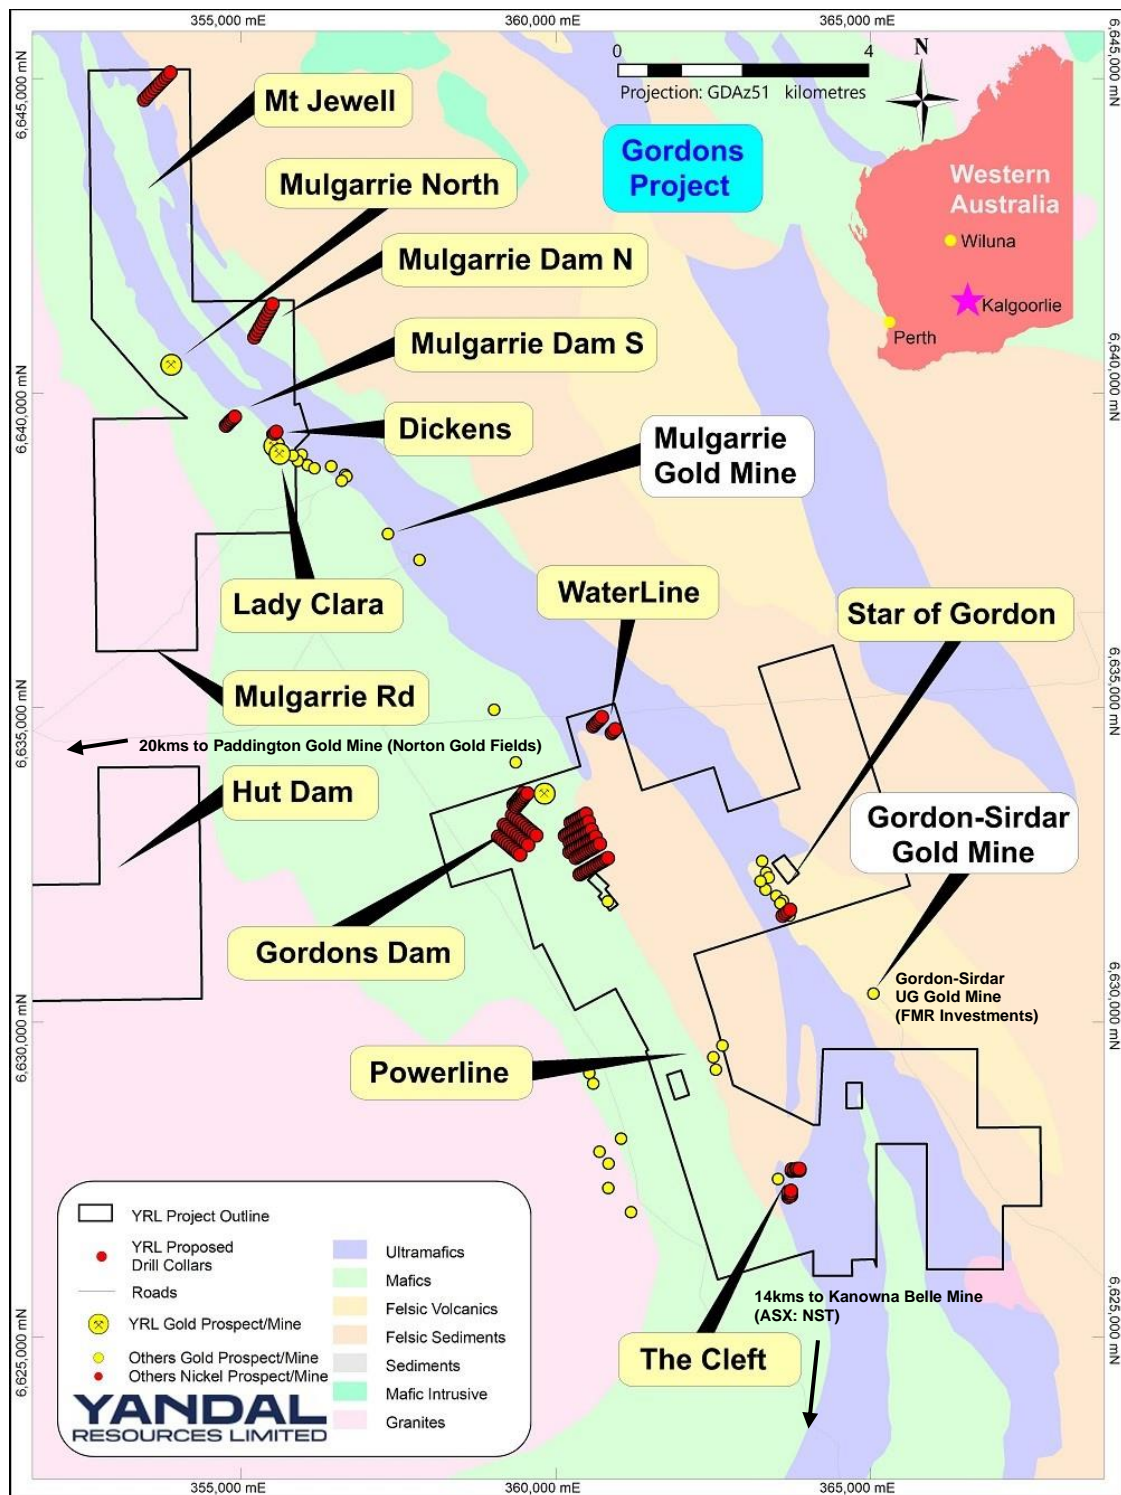 355,000 mE
360,000 mE
365,000 mE
6,645,000 mN
6,645,000 mN
0
4
Projection: GDAz51 kilometres
N
Mt Jewell
Gordons
Project
Western
Australia
Wiluna
Kalgoorlie
Perth
Mulgarrie North
Mulgarrie Dam N
Mulgarrie Dam S
6,640,000 mN
6,640,000 mN
Dickens
Mulgarrie
Gold Mine
Lady Clara
WaterLine
Star of Gordon
Mulgarrie Rd
6,635,000 mN
6,635,000 mN
20kms to Paddington Gold Mine (Norton Gold Fields)
Hut Dam
Gordon-Sirdar
Gold Mine
Gordons Dam
Gordon-Sirdar
UG Gold Mine
(FMR Investments)
6,630,000 mN
6,630,000 mN
Powerline
14kms to Kanowna Belle Mine
(ASX: NST)
The Cleft
6,625,000 mN
6,625,000 mN
YRL Project Outline
YRL Proposed
Drill Collars
Roads
YRL Gold Prospect/Mine
Others Gold Prospect/Mine
Others Nickel Prospect/Mine
Ultramafics
Mafics
Felsic Volcanics
Felsic Sediments
Sediments
Mafic Intrusive
Granites
YANDAL
RESOURCES LIMITED
355,000 mE
360,000 mE
365,000 mE